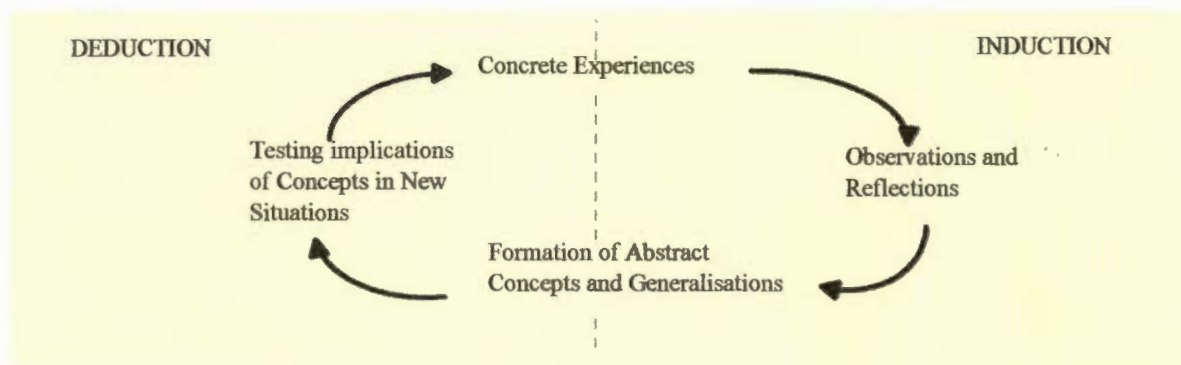 DEDUCTION
INDUCTION
Concrete Experiences
Testing implications
of Concepts in New
Situations
Observations and
Reflections
Formation of Abstract
Concepts and Generalisations